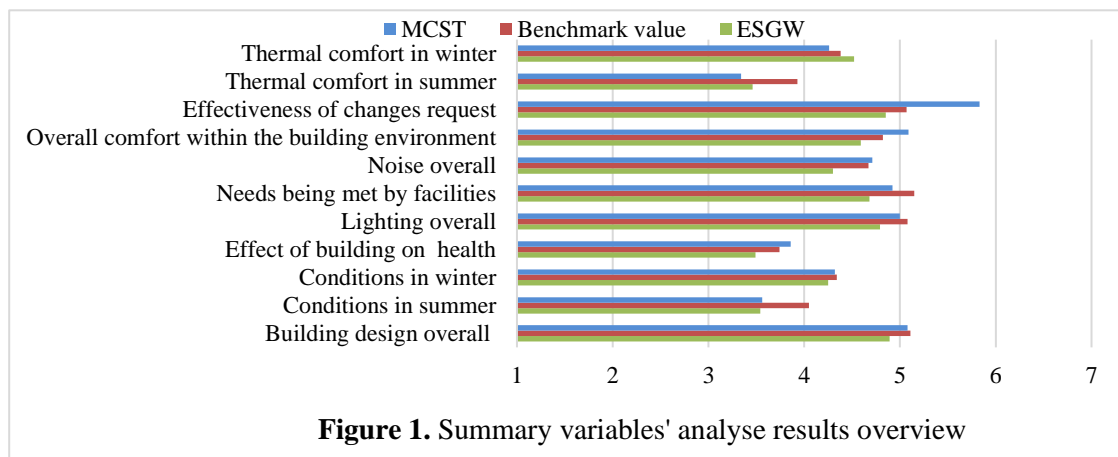 MCST Benchmark value ESGW
Thermal comfort in winter
Thermal comfort in summer
Effectiveness of changes request
Overall comfort within the building environment
Noise overall
Needs being met by facilities
Lighting overall
Effect of building on health
Conditions in winter
Conditions in summer
Building design overall
1 2 3 4 5 6 7
Figure 1. Summary variables' analyse results overview